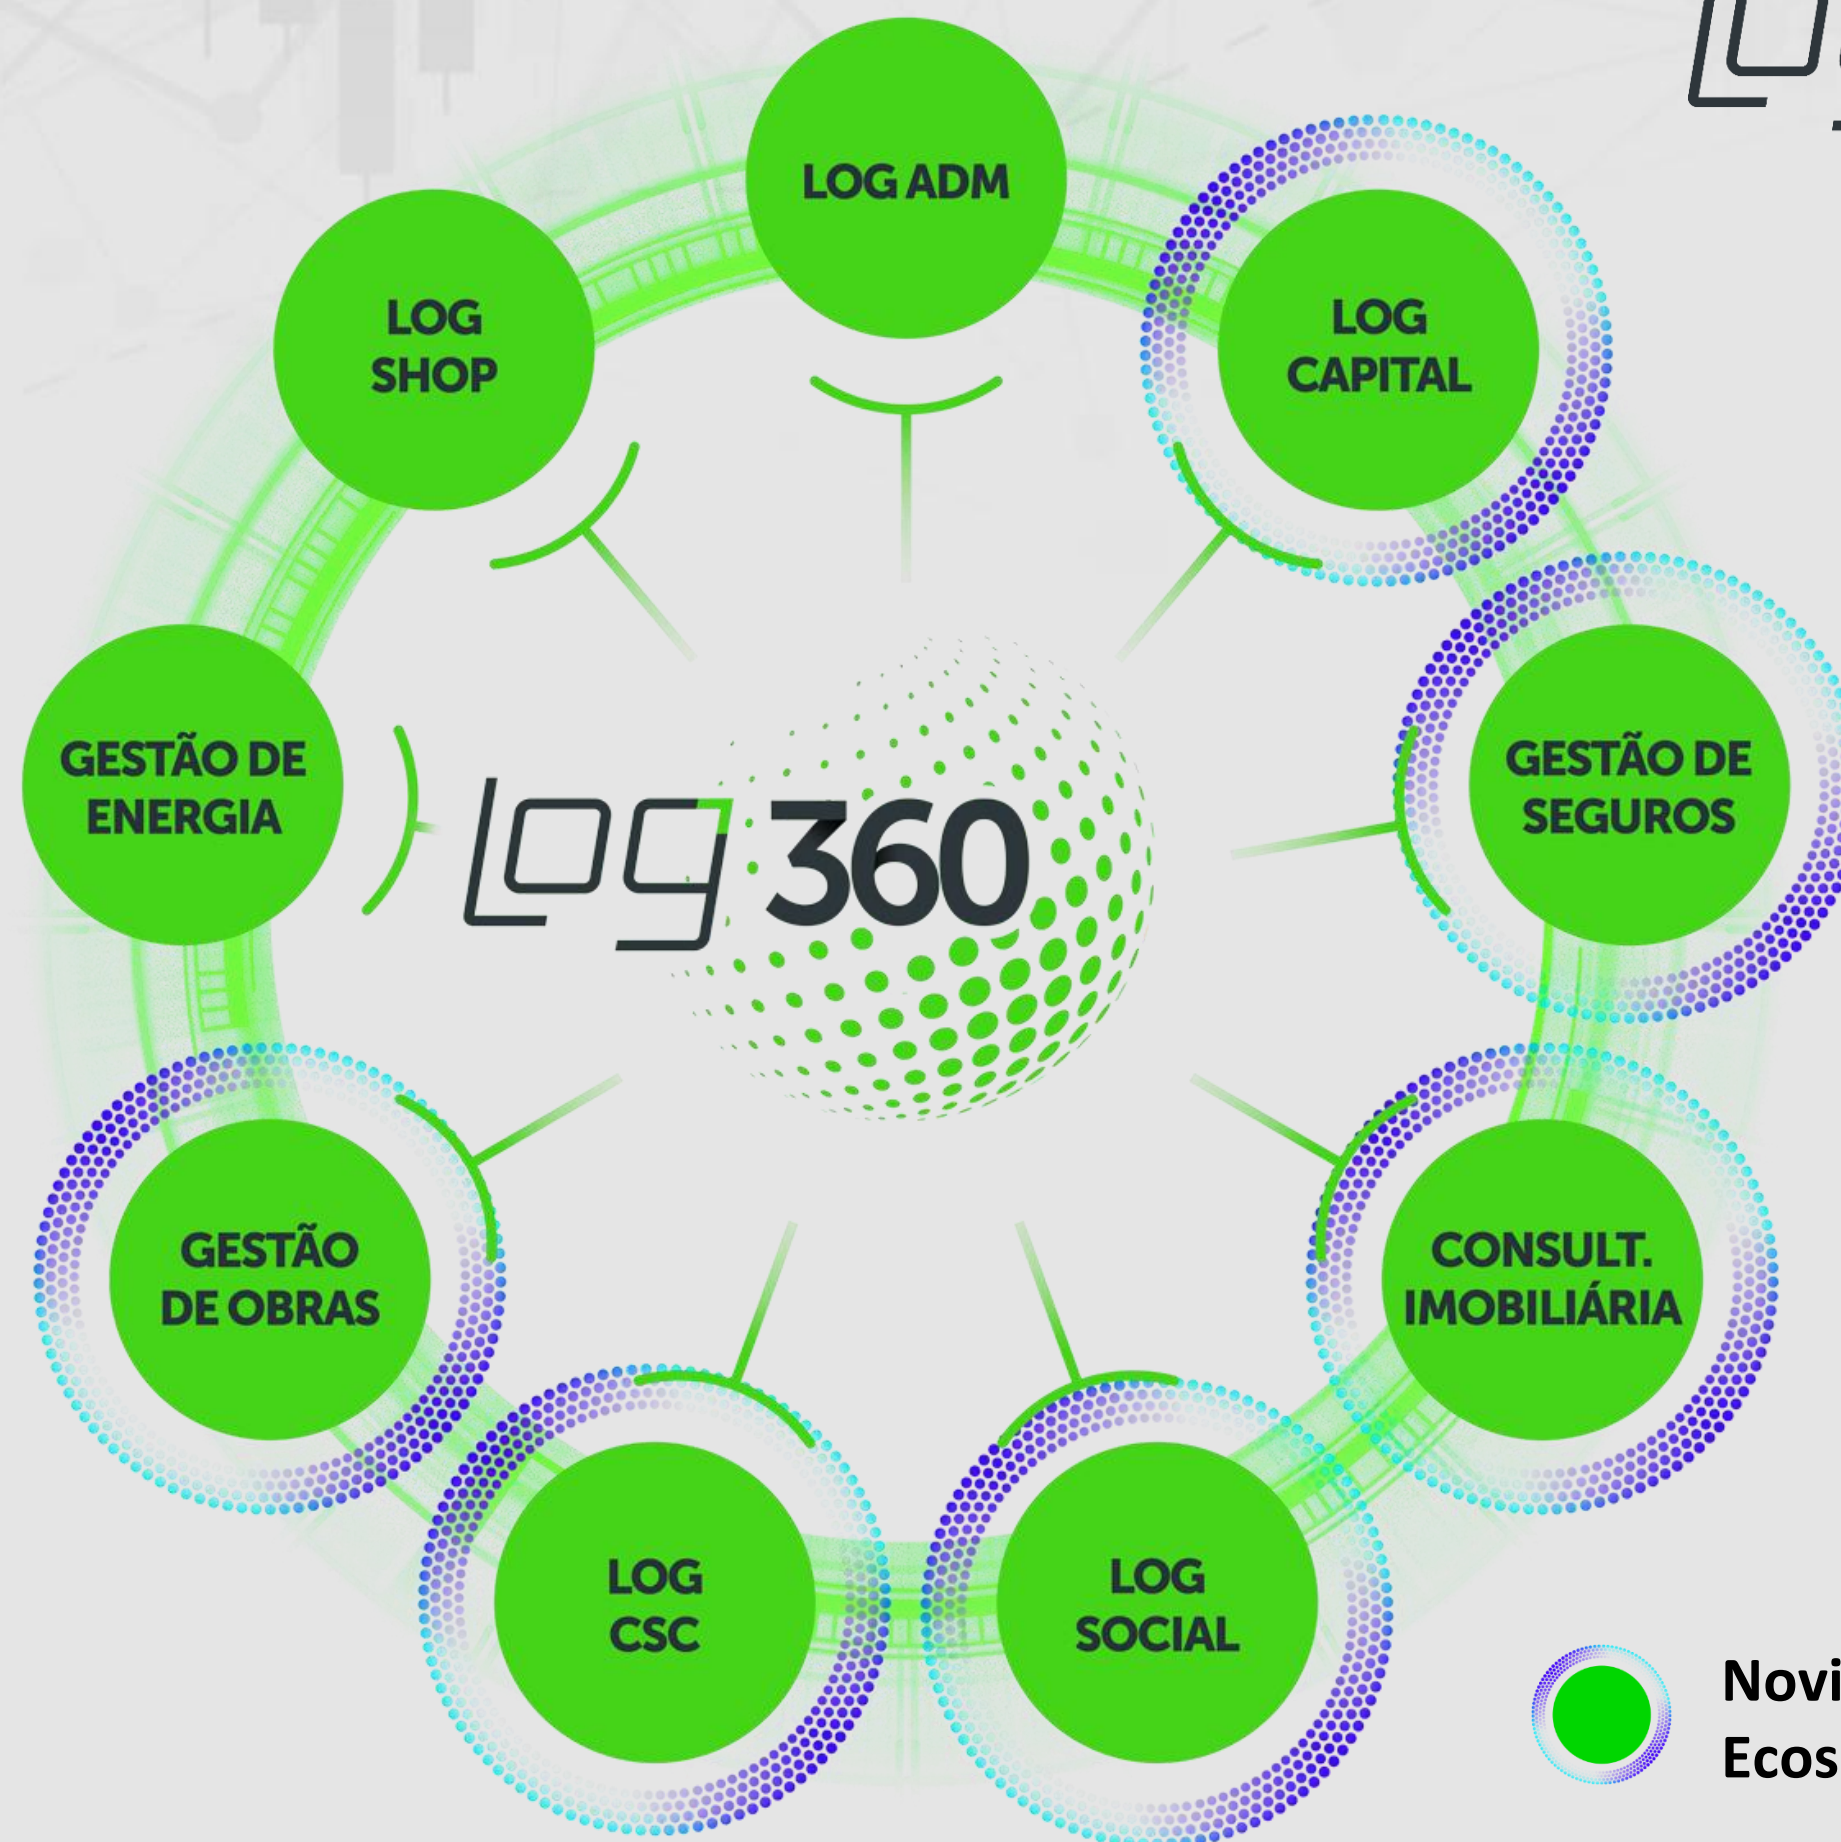 LOG ADM
LOG
SHOP
LOG
CAPITAL
GESTÃO DE
ENERGIA
GESTÃO DE
SEGUROS
Log 360
GESTÃO
DE OBRAS
CONSULT.
IMOBILIÁRIA
LOG
CSC
LOG
SOCIAL